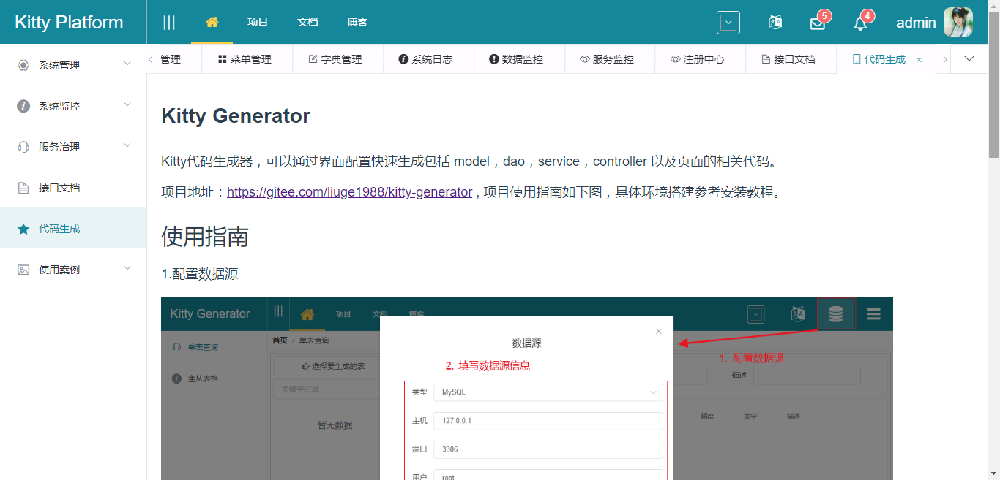 Kitty Platform
项目
文档
博客
5
4
admin
系统管理
系统监控
服务治理
接口文档
代码生成
使用案例
管理
菜单管理
字典管理
系统日志
数据监控
服务监控
注册中心
接口文档
代码生成
Kitty Generator
Kitty代码生成器，可以通过界面配置快速生成包括 model，dao，service，controller 以及页面的相关代码。
项目地址：https://gitee.com/liuge1988/kitty-generator , 项目使用指南如下图，具体环境搭建参考安装教程。
使用指南
1.配置数据源
Kitty Generator
项目
文档
博客
单表查询
主从表格
首页 / 单表查询
选择要生成的表
关键字过滤
暂无数据
数据源
2. 填写数据源信息
类型
MySQL
主机
127.0.0.1
端口
3306
用户
root
1. 配置数据源
描述
精度
非空
描述